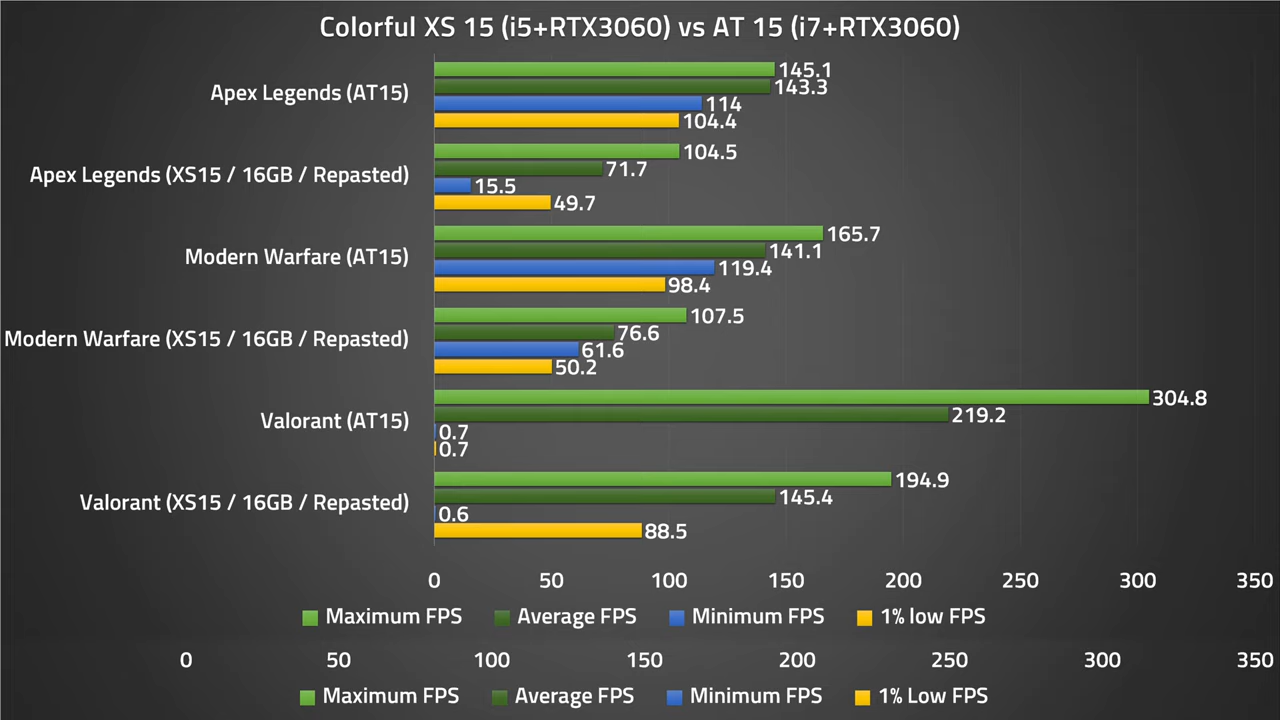 Colorful XS 15 (i5+RTX3060) vs AT 15 (i7+RTX3060)
Apex Legends (AT15)
145.1
143.3
114
104.4
Apex Legends (XS15 / 16GB / Repasted)
104.5
71.7
15.5
49.7
Modern Warfare (AT15)
165.7
141.1
119.4
98.4
Modern Warfare (XS15 / 16GB / Repasted)
107.5
76.6
61.6
50.2
Valorant (AT15)
304.8
219.2
0.7
0.7
Valorant (XS15 / 16GB / Repasted)
194.9
145.4
0.6
88.5
0 50 100 150 200 250 300 350
Maximum FPS Average FPS Minimum FPS 1% low FPS
0 50 100 150 200 250 300 350
Maximum FPS Average FPS Minimum FPS 1% Low FPS